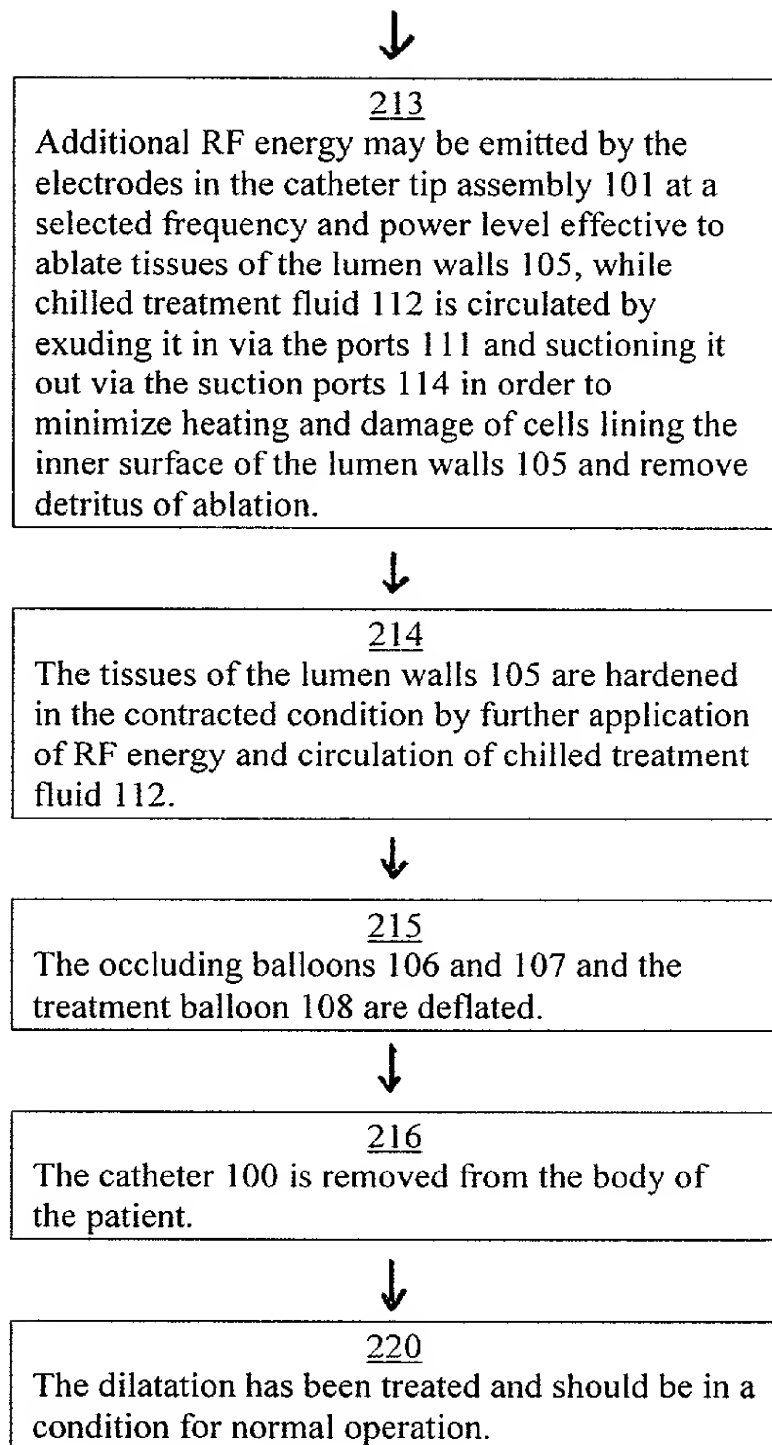 213
Additional RF energy may be emitted by the
electrodes in the catheter tip assembly 101 at a
selected frequency and power level effective to
ablate tissues of the lumen walls 105, while
chilled treatment fluid 112 is circulated by
exuding it in via the ports 111 and suctioning it
out via the suction ports 114 in order to
minimize heating and damage of cells lining the
inner surface of the lumen walls 105 and remove
detritus of ablation.
214
The tissues of the lumen walls 105 are hardened
in the contracted condition by further application
of RF energy and circulation of chilled treatment
fluid 112.
215
The occluding balloons 106 and 107 and the
treatment balloon 108 are deflated.
216
The catheter 100 is removed from the body of
the patient.
220
The dilatation has been treated and should be in a
condition for normal operation.